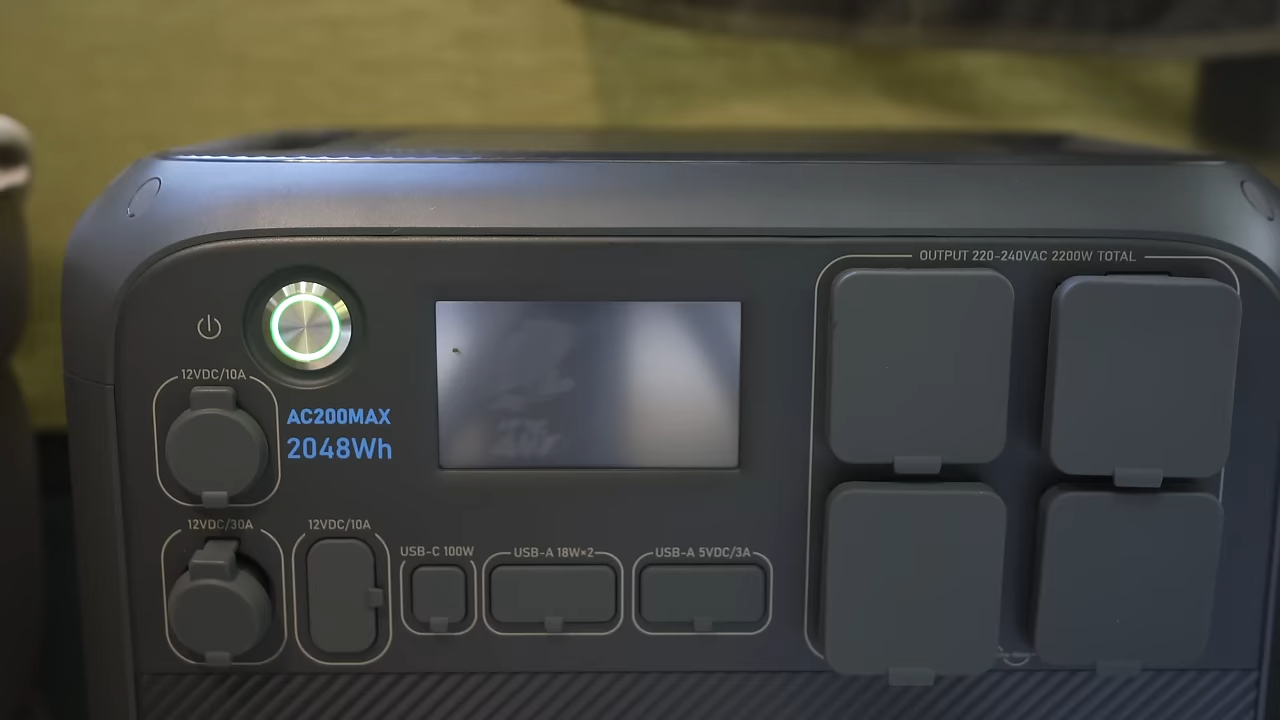 OUTPUT 220-240VAC 2200W TOTAL
12VDC/10A
AC200MAX
2048Wh
12VDC/30A
12VDC/10A
USB-C 100W
USB-A 18W×2
USB-A 5VDC/3A